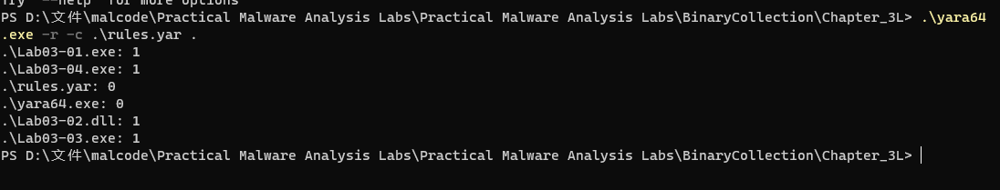 Try '--help' for more options
PS D:\文件\malcode\Practical Malware Analysis Labs\Practical Malware Analysis Labs\BinaryCollection\Chapter_3L> .\yara64
.exe -r -c .\rules.yar .
.\Lab03-01.exe: 1
.\Lab03-04.exe: 1
.\rules.yar: 0
.\yara64.exe: 0
.\Lab03-02.dll: 1
.\Lab03-03.exe: 1
PS D:\文件\malcode\Practical Malware Analysis Labs\Practical Malware Analysis Labs\BinaryCollection\Chapter_3L>